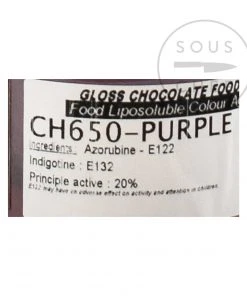 SOUS
GLOSS CHOCOLATE FOOD
Food Liposoluble Colour A
CH650-PURPLE
Ingredients: Azorubine - E122
Indigotine : E132
Principle active : 20%
E122 may have an adverse effect on activity and attention in children.